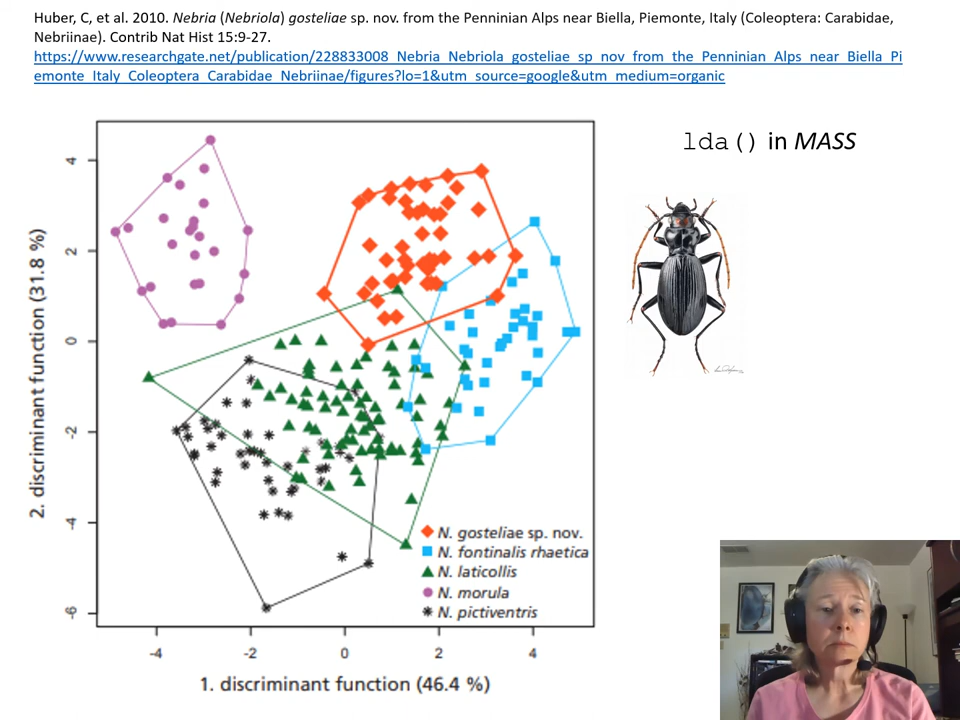 Huber, C, et al. 2010. Nebria (Nebriola) gosteliae sp. nov. from the Penninian Alps near Biella, Piemonte, Italy (Coleoptera: Carabidae,
Nebriinae). Contrib Nat Hist 15:9-27.
https://www.researchgate.net/publication/228833008_Nebria_Nebriola_gosteliae_sp_nov_from_the_Penninian_Alps_near_Biella_Pi
emonte_Italy_Coleoptera_Carabidae_Nebriinae/figures?lo=1&utm_source=google&utm_medium=organic
lda() in MASS
4
2
0
-2
-4
-6
2. discriminant function (31.8 %)
N. gosteliae sp. nov.
N. fontinalis rhaetica
N. laticollis
N. morula
N. pictiventris
-4 -2 0 2 4
1. discriminant function (46.4 %)